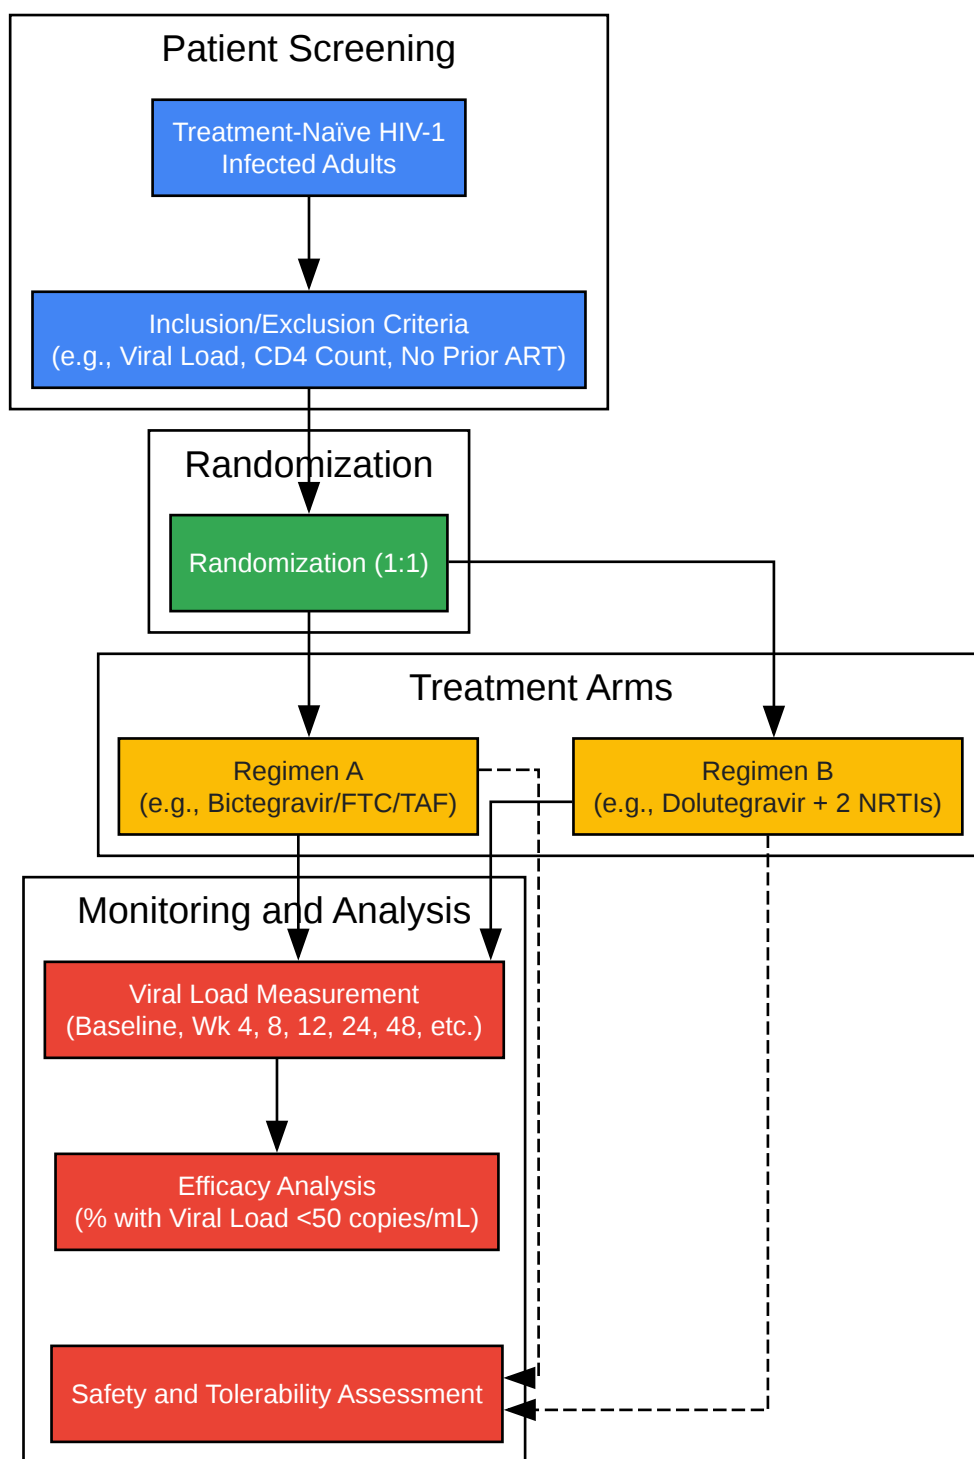 Patient Screening
Treatment-Naïve HIV-1
Infected Adults
Inclusion/Exclusion Criteria
(e.g., Viral Load, CD4 Count, No Prior ART)
Randomization
Randomization (1:1)
Treatment Arms
Regimen A
(e.g., Bictegravir/FTC/TAF)
Regimen B
(e.g., Dolutegravir + 2 NRTIs)
Monitoring and Analysis
Viral Load Measurement
(Baseline, Wk 4, 8, 12, 24, 48, etc.)
Efficacy Analysis
(% with Viral Load <50 copies/mL)
Safety and Tolerability Assessment